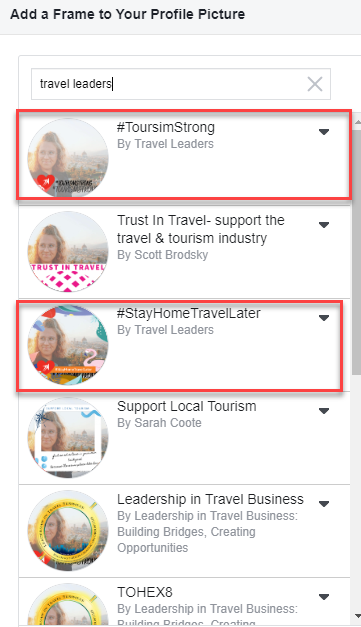 Add a Frame to Your Profile Picture
travel leaders
#ToursimStrong
By Travel Leaders
Trust In Travel- support the
travel & tourism industry
By Scott Brodsky
TRUST IN TRAVEL
#StayHomeTravelLater
By Travel Leaders
#StayHomeTravelLater
Support Local Tourism
By Sarah Coote
Leadership in Travel Business
By Leadership in Travel Business:
Building Bridges, Creating
Opportunities
TOHEX8
By Leadership in Travel Business:
Building Bridges, Creating